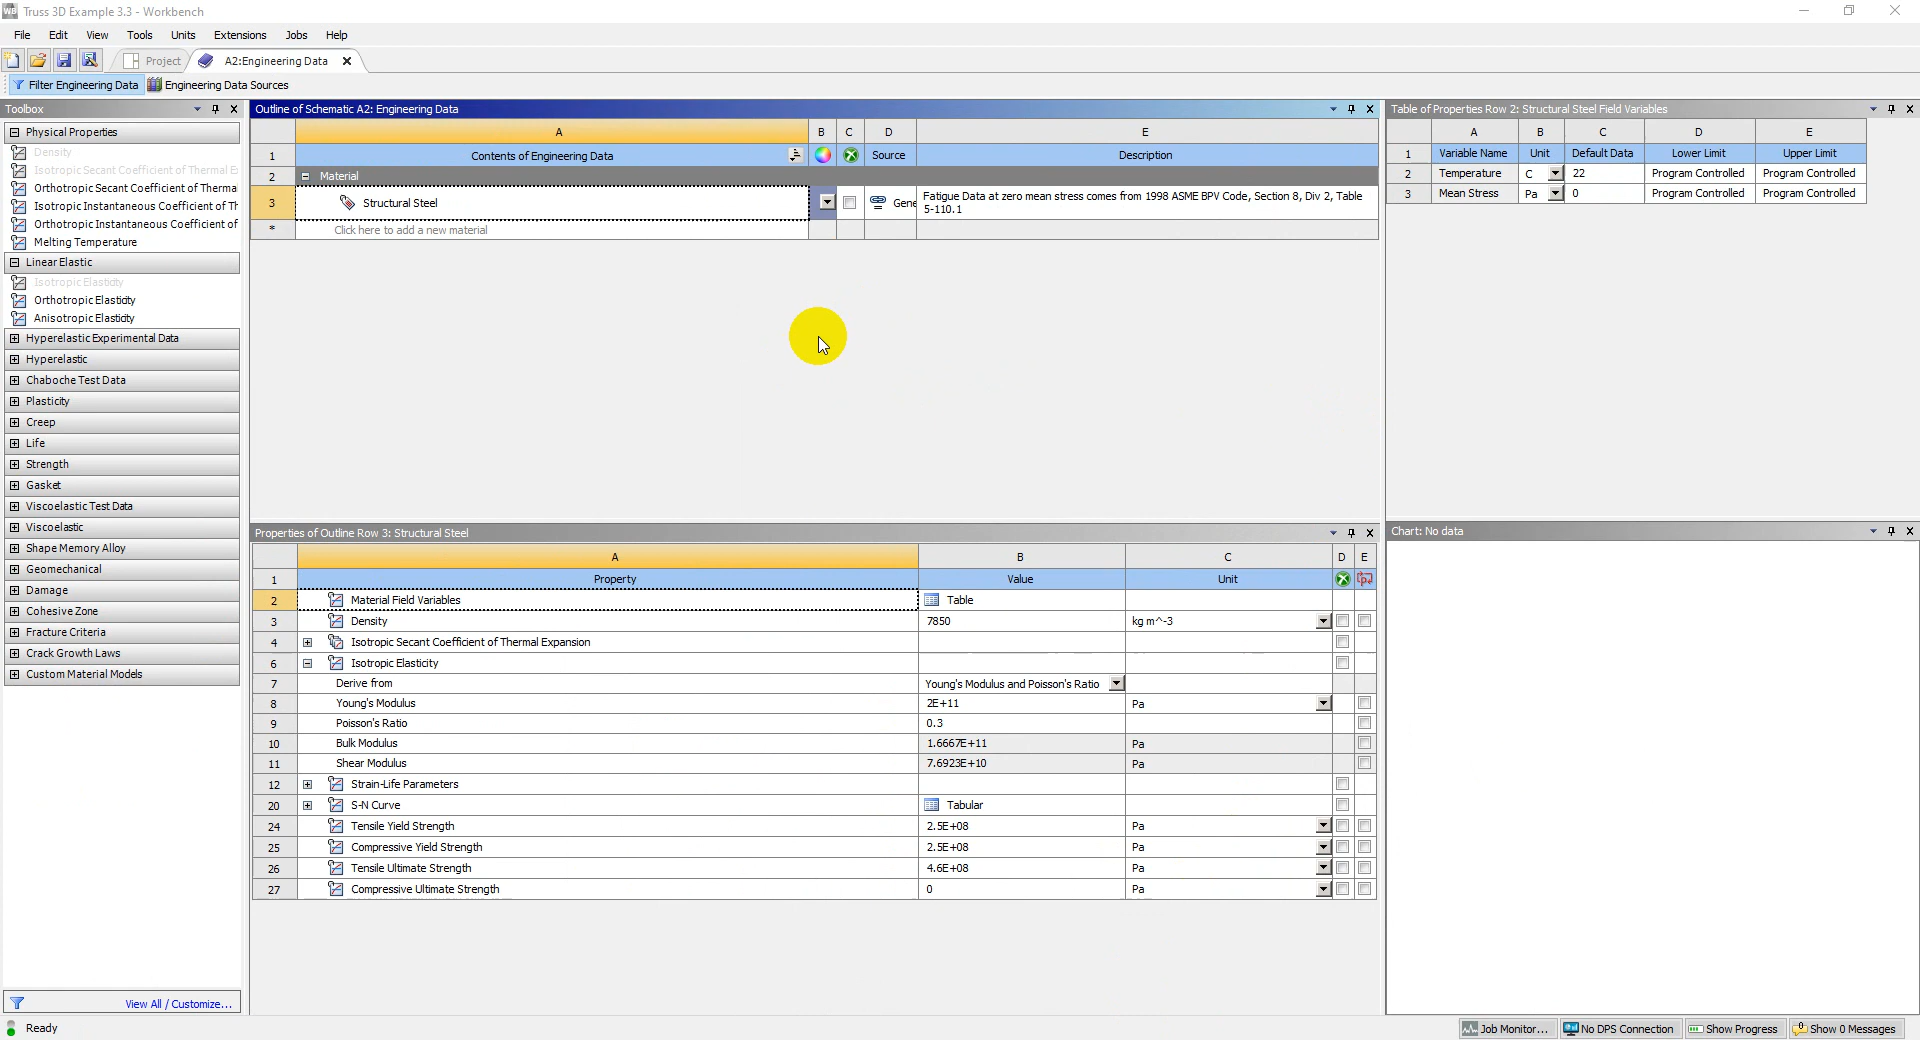 Truss 3D Example 3.3 - Workbench
File Edit View Tools Units Extensions Jobs Help
Project A2:Engineering Data
Filter Engineering Data Engineering Data Sources
Toolbox
Physical Properties
Density
Isotropic Secant Coefficient of Thermal E
Orthotropic Secant Coefficient of Thermal
Isotropic Instantaneous Coefficient of Th
Orthotropic Instantaneous Coefficient of
Melting Temperature
Linear Elastic
Isotropic Elasticity
Orthotropic Elasticity
Anisotropic Elasticity
Hyperelastic Experimental Data
Hyperelastic
Chaboche Test Data
Plasticity
Creep
Life
Strength
Gasket
Viscoelastic Test Data
Viscoelastic
Shape Memory Alloy
Geomechanical
Damage
Cohesive Zone
Fracture Criteria
Crack Growth Laws
Custom Material Models
View All / Customize...
Outline of Schematic A2: Engineering Data
A B C D E
1 Contents of Engineering Data Source Description
2 Material
3 Structural Steel Gene Fatigue Data at zero mean stress comes from 1998 ASME BPV Code, Section 8, Div 2, Table
5-110.1
* Click here to add a new material
Properties of Outline Row 3: Structural Steel
A B C D E
1 Property Value Unit
2 Material Field Variables Table
3 Density 7850 kg m^-3
4 Isotropic Secant Coefficient of Thermal Expansion
6 Isotropic Elasticity
7 Derive from Young's Modulus and Poisson's Ratio
8 Young's Modulus 2E+11 Pa
9 Poisson's Ratio 0.3
10 Bulk Modulus 1.6667E+11 Pa
11 Shear Modulus 7.6923E+10 Pa
12 Strain-Life Parameters
20 S-N Curve Tabular
24 Tensile Yield Strength 2.5E+08 Pa
25 Compressive Yield Strength 2.5E+08 Pa
26 Tensile Ultimate Strength 4.6E+08 Pa
27 Compressive Ultimate Strength 0 Pa
Table of Properties Row 2: Structural Steel Field Variables
A B C D E
1 Variable Name Unit Default Data Lower Limit Upper Limit
2 Temperature C 22 Program Controlled Program Controlled
3 Mean Stress Pa 0 Program Controlled Program Controlled
Chart: No data
Ready
Job Monitor... No DPS Connection Show Progress Show 0 Messages